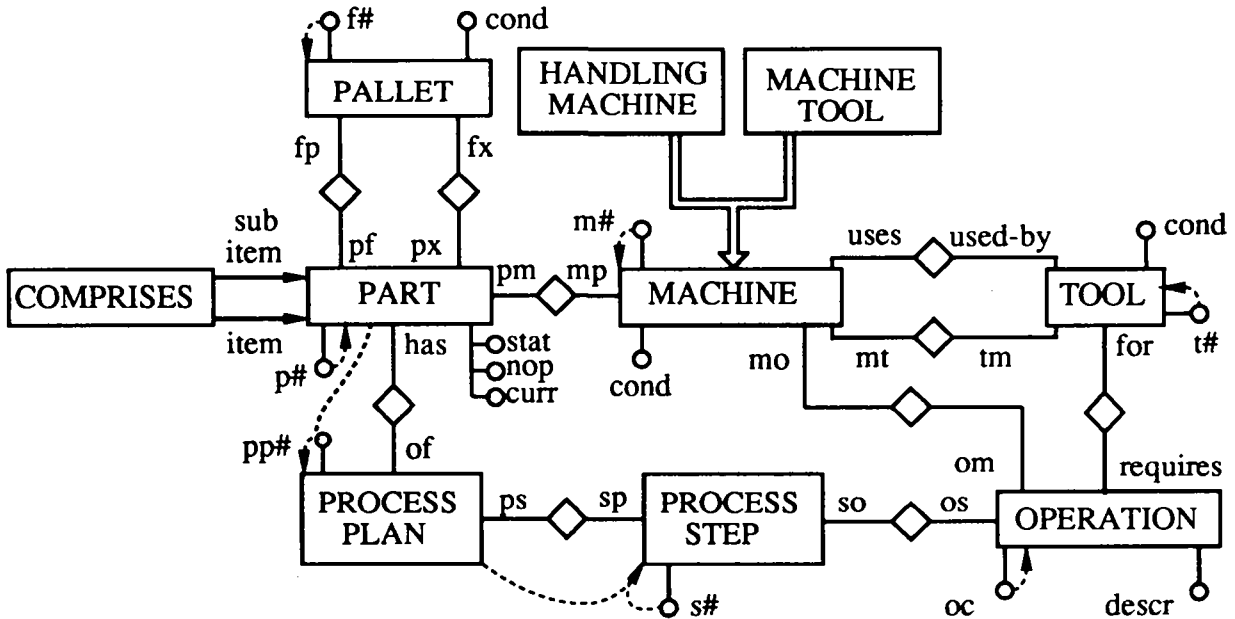 f# cond
PALLET
HANDLING
MACHINE
MACHINE
TOOL
fp fx
sub
item
pf px
m#
uses used-by
cond
COMPRISES
PART
pm mp
MACHINE
TOOL
item
p#
has
stat
nop
curr
cond
mo
mt tm
for
t#
pp#
of
om
requires
PROCESS
PLAN
ps sp
PROCESS
STEP
so os
OPERATION
s#
oc
descr